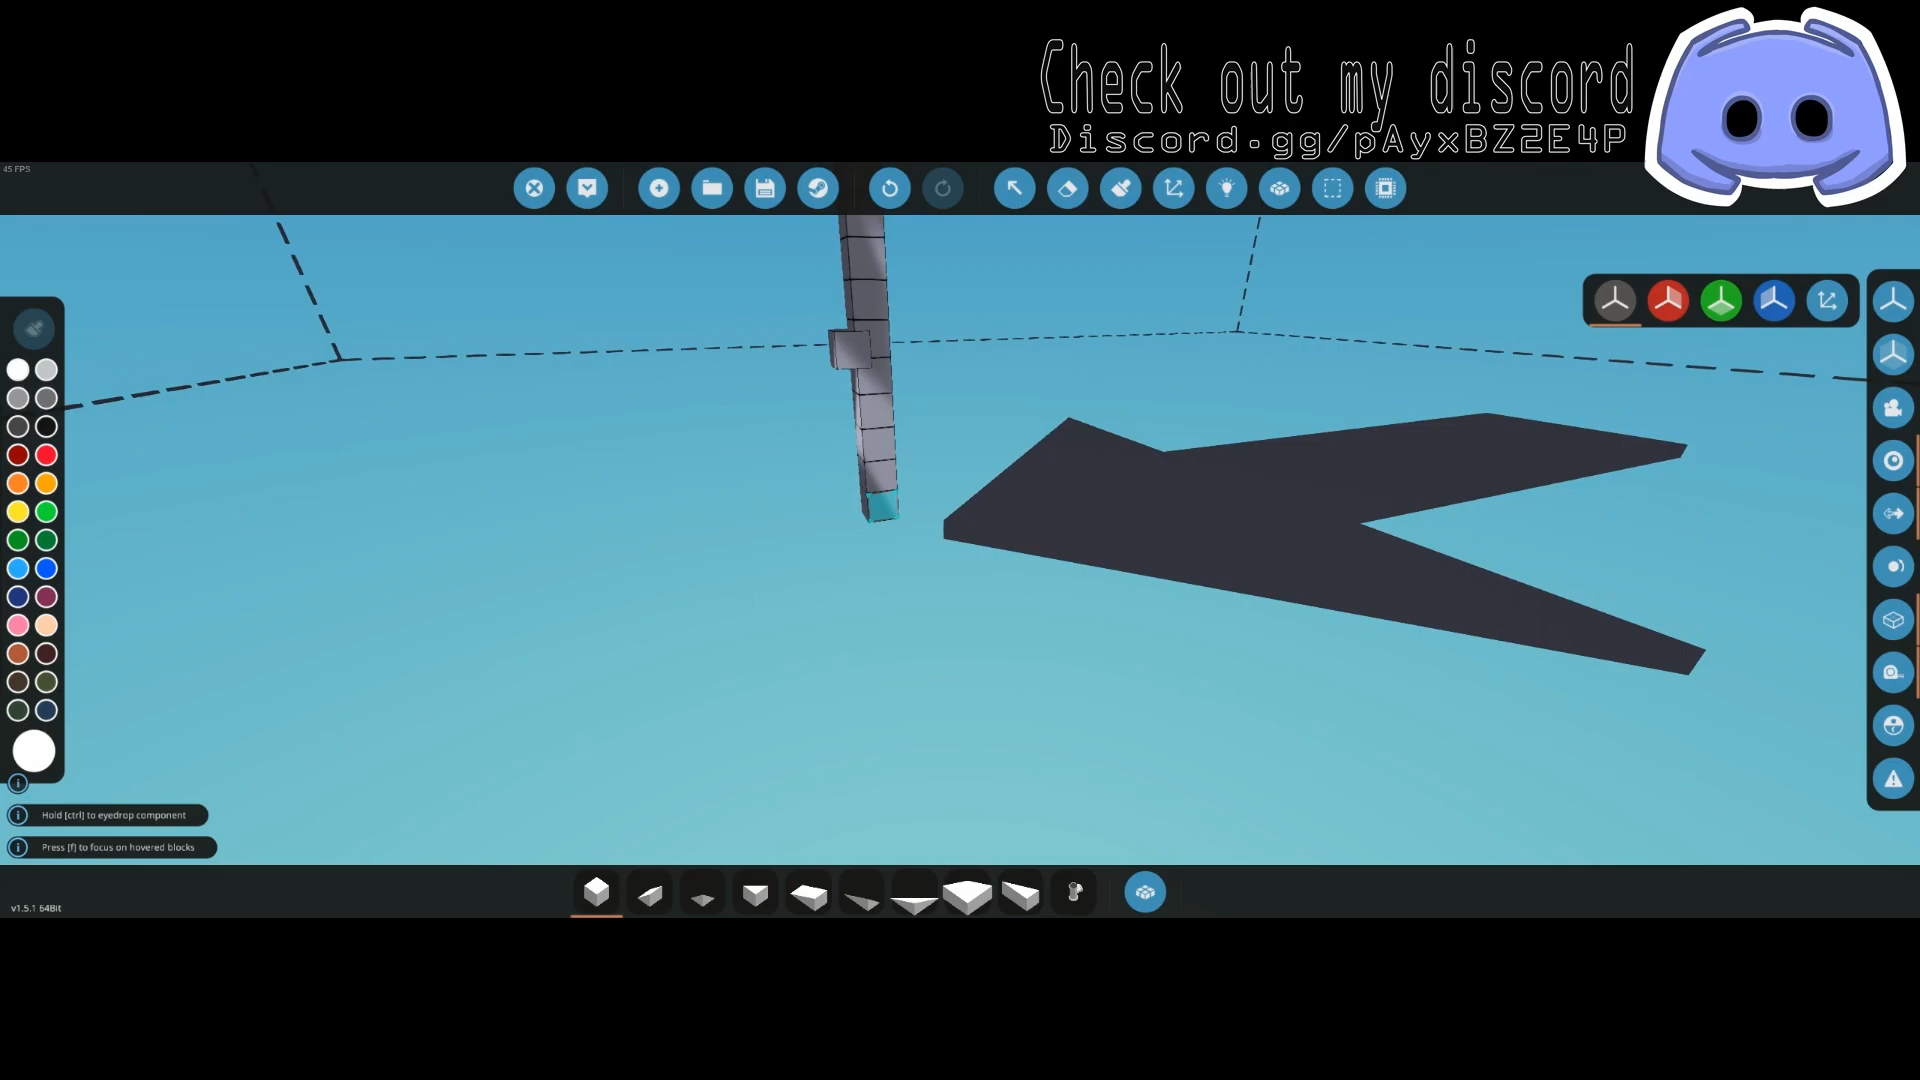 Check out my discord
Discord.gg/pAyxBZ2E4P
45 FPS
Hold [ctrl] to eyedrop component
Press [f] to focus on hovered blocks
v1.5.1 64Bit